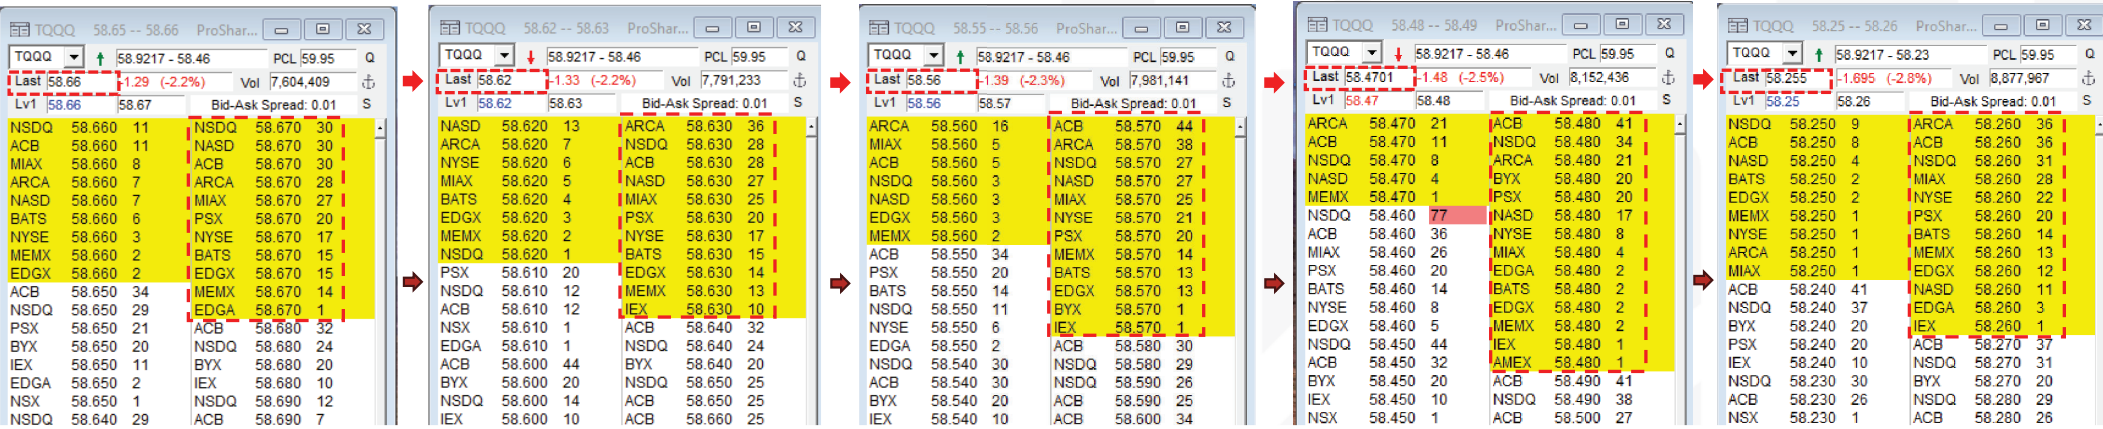 TQQQ 58.65 -- 58.66 ProShar...
TQQQ 58.9217 - 58.46 PCL 59.95 Q
Last 58.66 -1.29 (-2.2%) Vol 7,604,409
Lv1 58.66 58.67 Bid-Ask Spread: 0.01 S
NSDQ 58.660 11 NSDQ 58.670 30
ACB 58.660 11 NASD 58.670 30
MIAX 58.660 8 ACB 58.670 30
ARCA 58.660 7 ARCA 58.670 28
NASD 58.660 7 MIAX 58.670 27
BATS 58.660 6 PSX 58.670 20
NYSE 58.660 3 NYSE 58.670 17
MEMX 58.660 2 BATS 58.670 15
EDGX 58.660 2 EDGX 58.670 15
ACB 58.650 34 MEMX 58.670 14
NSDQ 58.650 29 EDGA 58.670 1
PSX 58.650 21 ACB 58.680 32
BYX 58.650 20 NSDQ 58.680 24
IEX 58.650 11 BYX 58.680 20
EDGA 58.650 2 IEX 58.680 10
NSX 58.650 1 NSDQ 58.690 12
NSDQ 58.640 29 ACB 58.690 7
TQQQ 58.62 -- 58.63 ProShar...
TQQQ 58.9217 - 58.46 PCL 59.95 Q
Last 58.62 -1.33 (-2.2%) Vol 7,791,233
Lv1 58.62 58.63 Bid-Ask Spread: 0.01 S
NASD 58.620 13 ARCA 58.630 36
ARCA 58.620 7 NSDQ 58.630 28
NYSE 58.620 6 ACB 58.630 28
MIAX 58.620 5 NASD 58.630 27
BATS 58.620 4 MIAX 58.630 25
EDGX 58.620 3 PSX 58.630 20
MEMX 58.620 2 NYSE 58.630 17
NSDQ 58.620 1 BATS 58.630 15
PSX 58.610 20 EDGX 58.630 14
NSDQ 58.610 12 MEMX 58.630 13
ACB 58.610 12 IEX 58.630 10
NSX 58.610 1 ACB 58.640 32
EDGA 58.610 1 NSDQ 58.640 24
ACB 58.600 44 BYX 58.640 20
BYX 58.600 20 NSDQ 58.650 25
NSDQ 58.600 14 ACB 58.650 25
IEX 58.600 10 ACB 58.660 25
TQQQ 58.55 -- 58.56 ProShar...
TQQQ 58.9217 - 58.46 PCL 59.95 Q
Last 58.56 -1.39 (-2.3%) Vol 7,981,141
Lv1 58.56 58.57 Bid-Ask Spread: 0.01 S
ARCA 58.560 16 ACB 58.570 44
MIAX 58.560 5 ARCA 58.570 38
ACB 58.560 5 NSDQ 58.570 27
NSDQ 58.560 3 NASD 58.570 27
NASD 58.560 3 MIAX 58.570 25
EDGX 58.560 3 NYSE 58.570 21
MEMX 58.560 2 PSX 58.570 20
ACB 58.550 34 MEMX 58.570 14
PSX 58.550 20 BATS 58.570 13
BATS 58.550 14 EDGX 58.570 13
NSDQ 58.550 11 BYX 58.570 1
NYSE 58.550 6 IEX 58.570 1
EDGA 58.550 2 ACB 58.580 30
NSDQ 58.540 30 NSDQ 58.580 29
ACB 58.540 30 NSDQ 58.590 26
BYX 58.540 20 ACB 58.590 25
IEX 58.540 10 ACB 58.600 34
TQQQ 58.48 -- 58.49 ProShar...
TQQQ 58.9217 - 58.46 PCL 59.95 Q
Last 58.4701 -1.48 (-2.5%) Vol 8,152,436
Lv1 58.47 58.48 Bid-Ask Spread: 0.01 S
ARCA 58.470 21 ACB 58.480 41
ACB 58.470 11 NSDQ 58.480 34
NSDQ 58.470 8 ARCA 58.480 21
NASD 58.470 4 BYX 58.480 20
MEMX 58.470 1 PSX 58.480 20
NSDQ 58.460 77 NASD 58.480 17
ACB 58.460 36 NYSE 58.480 8
MIAX 58.460 26 MIAX 58.480 4
PSX 58.460 20 EDGA 58.480 2
BATS 58.460 14 BATS 58.480 2
NYSE 58.460 8 EDGX 58.480 2
EDGX 58.460 5 MEMX 58.480 2
NSDQ 58.450 44 IEX 58.480 1
ACB 58.450 32 AMEX 58.480 1
BYX 58.450 20 ACB 58.490 41
IEX 58.450 10 NSDQ 58.490 38
NSX 58.450 1 ACB 58.500 27
TQQQ 58.25 -- 58.26 ProShar...
TQQQ 58.9217 - 58.23 PCL 59.95 Q
Last 58.255 -1.695 (-2.8%) Vol 8,877,967
Lv1 58.25 58.26 Bid-Ask Spread: 0.01 S
NSDQ 58.250 9 ARCA 58.260 36
ACB 58.250 8 ACB 58.260 36
NASD 58.250 4 NSDQ 58.260 31
BATS 58.250 2 MIAX 58.260 28
EDGX 58.250 2 NYSE 58.260 22
MEMX 58.250 1 PSX 58.260 20
NYSE 58.250 1 BATS 58.260 14
ARCA 58.250 1 MEMX 58.260 13
MIAX 58.250 1 EDGX 58.260 12
ACB 58.240 41 NASD 58.260 11
NSDQ 58.240 37 EDGA 58.260 3
BYX 58.240 20 IEX 58.260 1
PSX 58.240 20 ACB 58.270 37
IEX 58.240 10 NSDQ 58.270 31
NSDQ 58.230 30 BYX 58.270 20
ACB 58.230 26 NSDQ 58.280 29
NSX 58.230 1 ACB 58.280 26